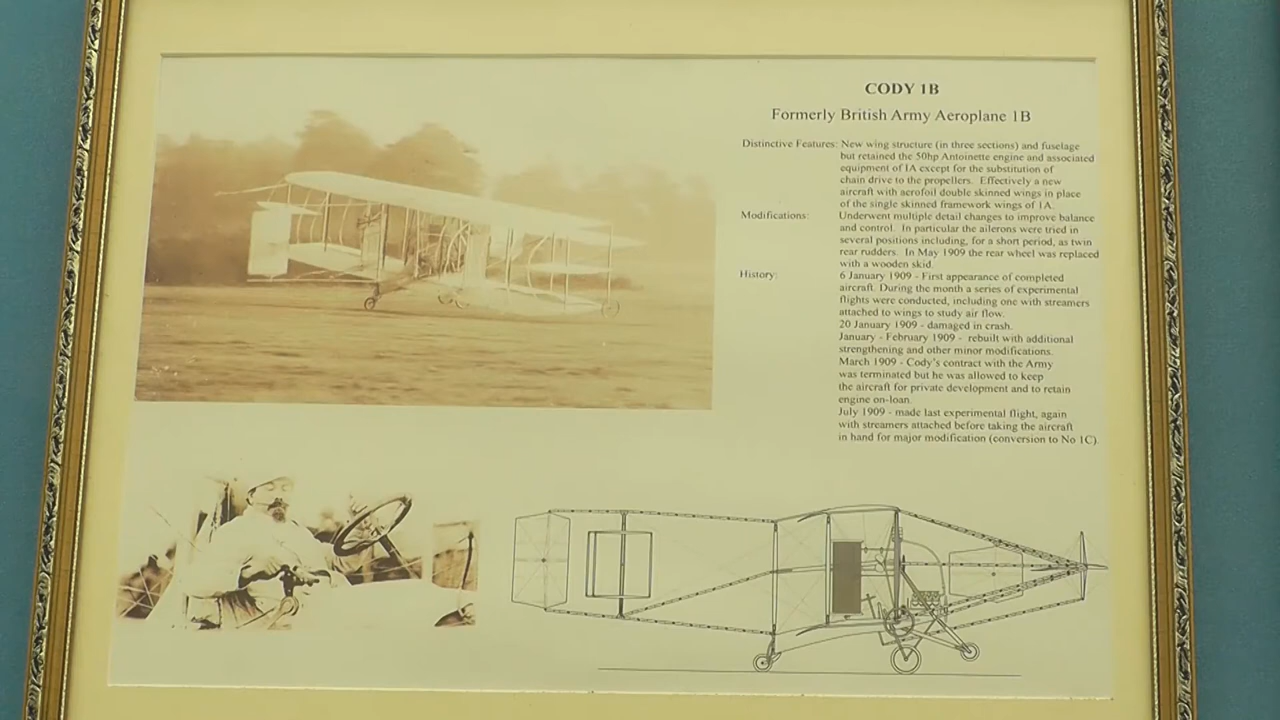 CODY 1B
Formerly British Army Aeroplane 1B
Distinctive Features: New wing structure (in three sections) and fuselage
but retained the 50hp Antoinette engine and associated
equipment of 1A except for the substitution of
chain drive to the propellers. Effectively a new
aircraft with aerofoil double skinned wings in place
of the single skinned framework wings of 1A.
Modifications: Underwent multiple detail changes to improve balance
and control. In particular the ailerons were tried in
several positions including, for a short period, as twin
rear rudders. In May 1909 the rear wheel was replaced
with a wooden skid.
History: 6 January 1909 - First appearance of completed
aircraft. During the month a series of experimental
flights were conducted, including one with streamers
attached to wings to study air flow.
20 January 1909 - damaged in crash.
January - February 1909 - rebuilt with additional
strengthening and other minor modifications.
March 1909 - Cody's contract with the Army
was terminated but he was allowed to keep
the aircraft for private development and to retain
engine on-loan.
July 1909 - made last experimental flight, again
with streamers attached before taking the aircraft
in hand for major modification (conversion to No 1C).